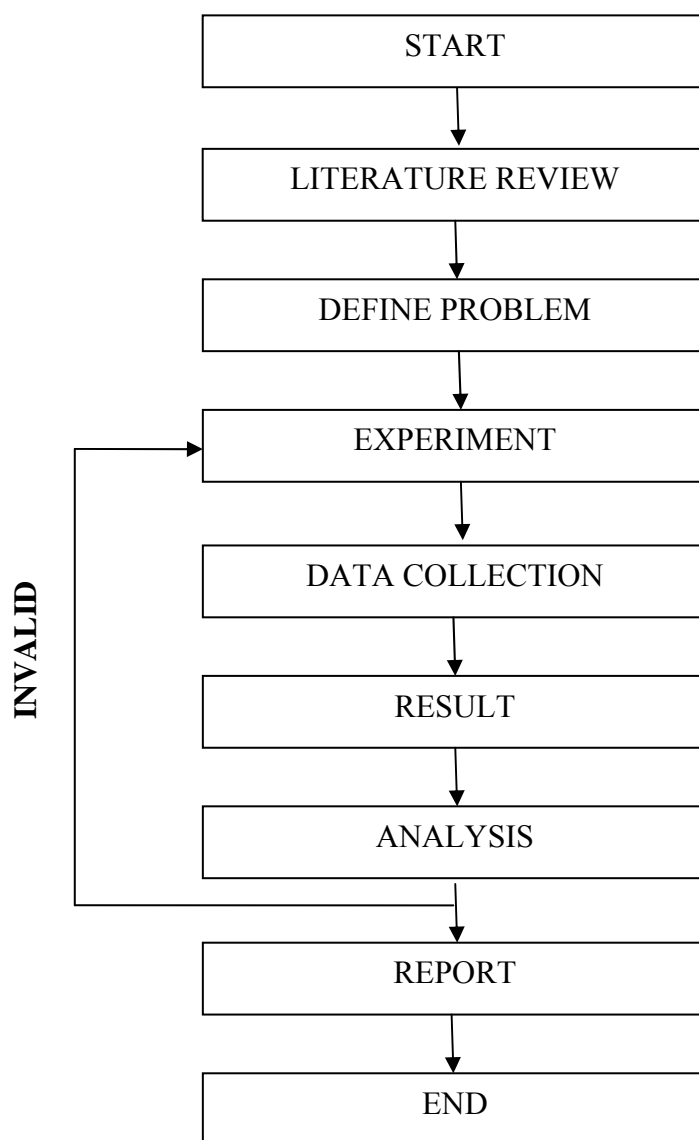 START
LITERATURE REVIEW
DEFINE PROBLEM
EXPERIMENT
DATA COLLECTION
INVALID
RESULT
ANALYSIS
REPORT
END